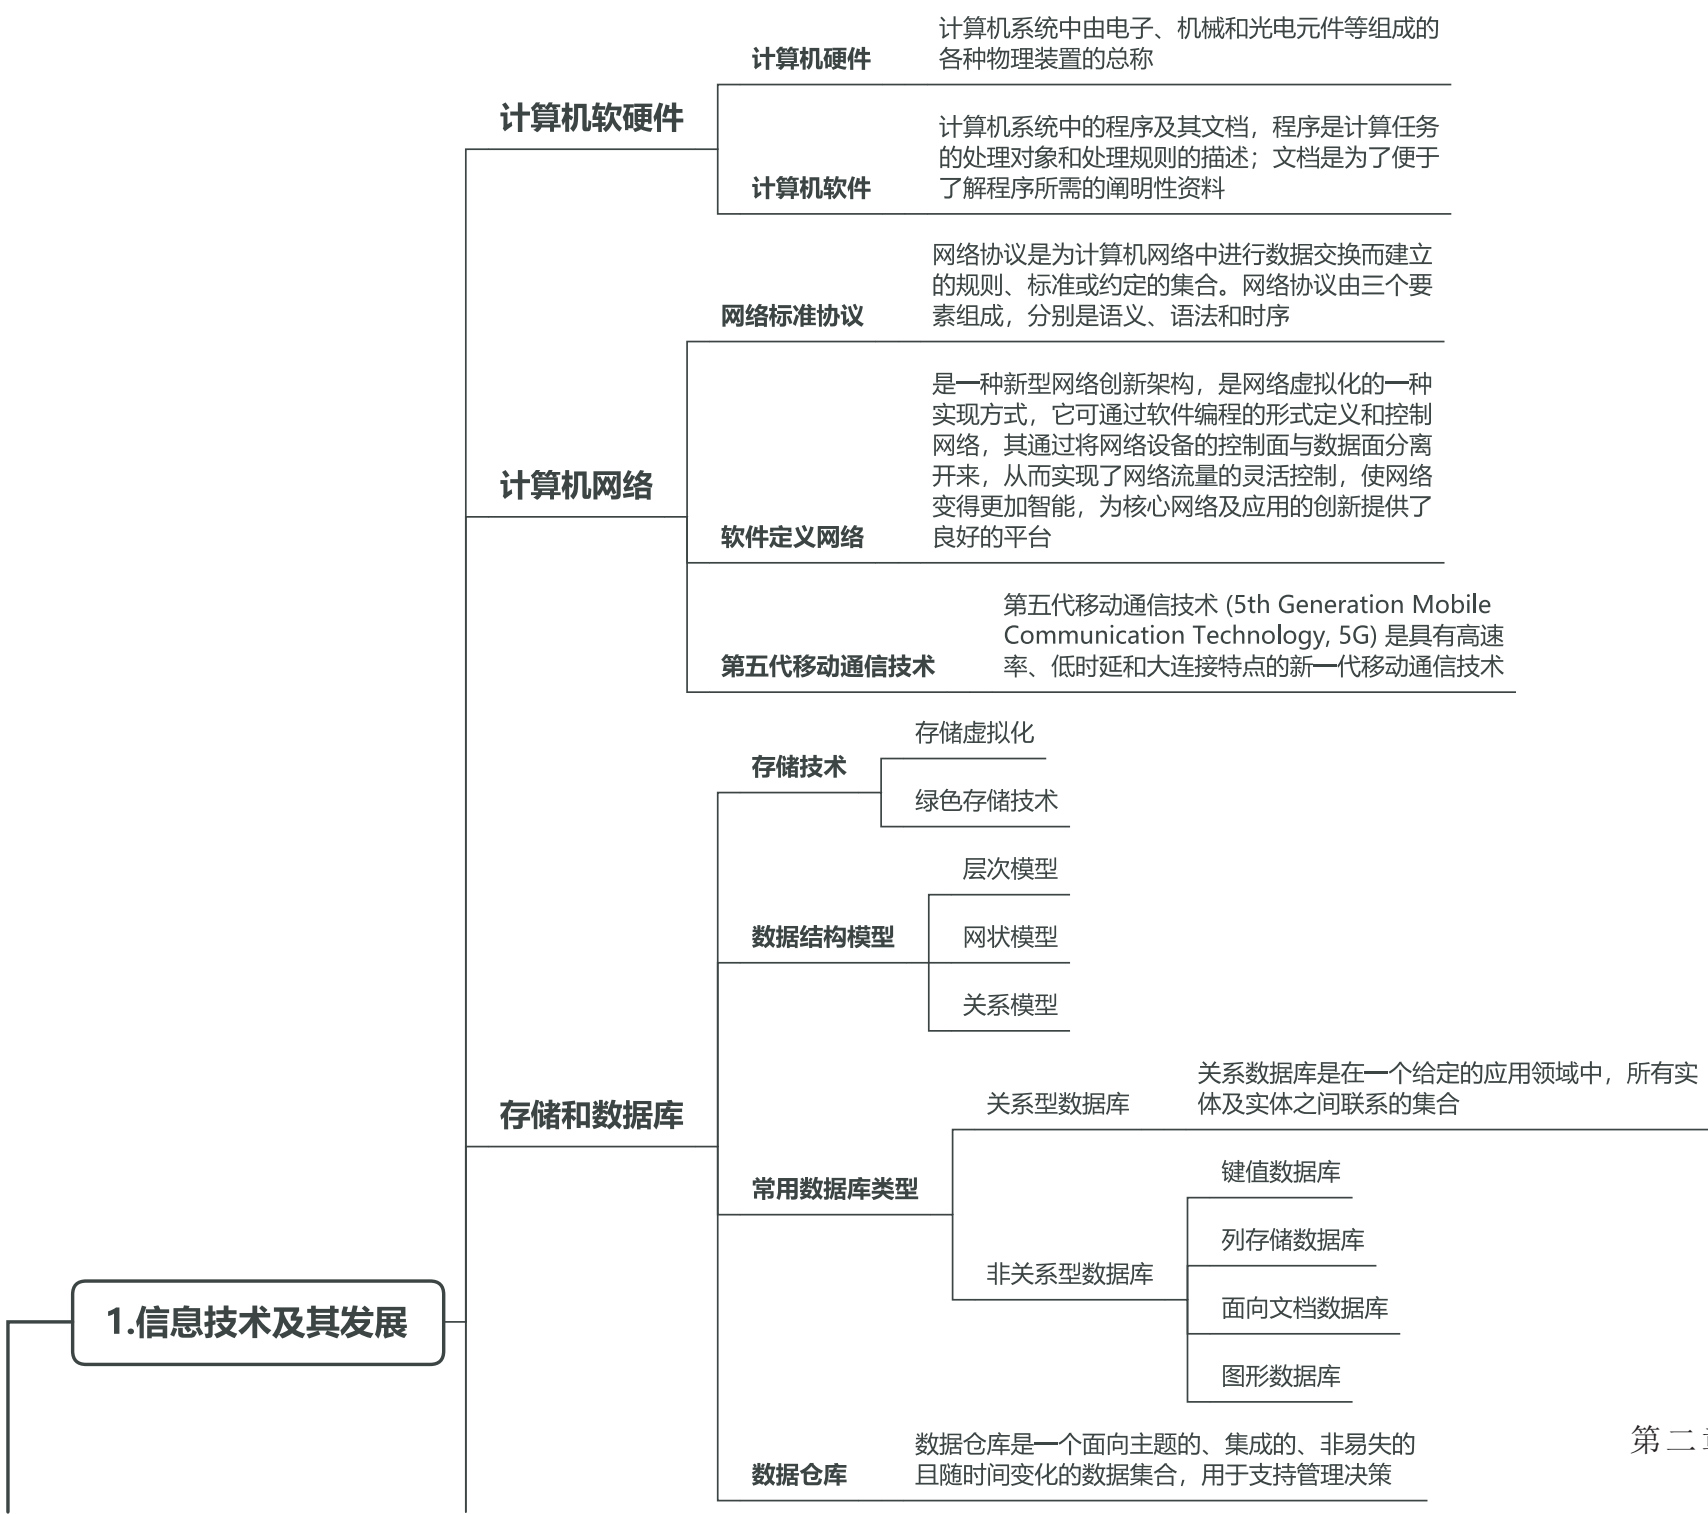 计算机系统中由电子、机械和光电元件等组成的
计算机硬件 各种物理装置的总称
计算机软硬件
计算机系统中的程序及其文档，程序是计算任务
的处理对象和处理规则的描述；文档是为了便于
计算机软件 了解程序所需的阐明性资料
网络协议是为计算机网络中进行数据交换而建立
的规则、标准或约定的集合。网络协议由三个要
网络标准协议 素组成，分别是语义、语法和时序
是一种新型网络创新架构，是网络虚拟化的一种
实现方式，它可通过软件编程的形式定义和控制
网络，其通过将网络设备的控制面与数据面分离
开来，从而实现了网络流量的灵活控制，使网络
计算机网络
变得更加智能，为核心网络及应用的创新提供了
软件定义网络 良好的平台
第五代移动通信技术 (5th Generation Mobile
Communication Technology, 5G) 是具有高速
第五代移动通信技术 率、低时延和大连接特点的新一代移动通信技术
存储虚拟化
存储技术
绿色存储技术
层次模型
数据结构模型 网状模型
关系模型
关系数据库是在一个给定的应用领域中，所有实
关系型数据库 体及实体之间联系的集合
存储和数据库
键值数据库
常用数据库类型
列存储数据库
非关系型数据库
面向文档数据库
1.信息技术及其发展
图形数据库
第二
数据仓库是一个面向主题的、集成的、非易失的
数据仓库 且随时间变化的数据集合，用于支持管理决策